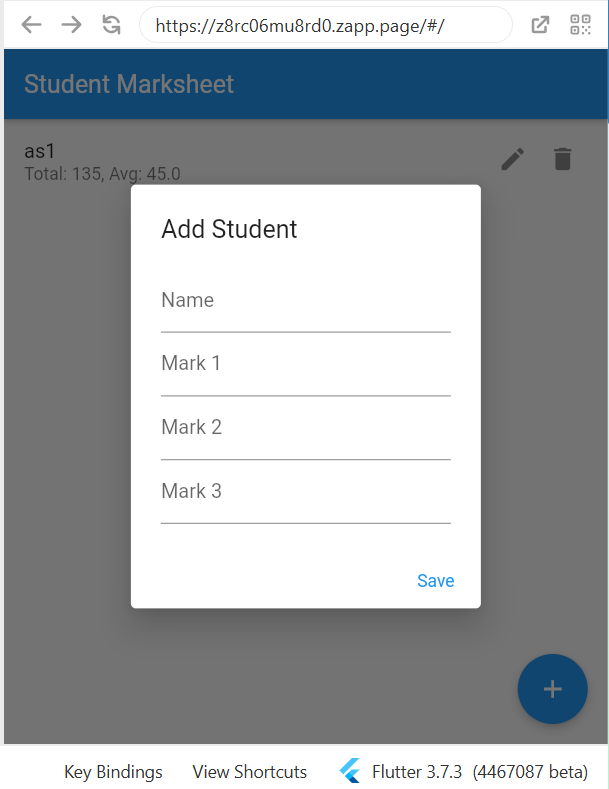 https://z8rc06mu8rd0.zapp.page/#/
Student Marksheet
as1
Total: 135, Avg: 45.0
Add Student
Name
Mark 1
Mark 2
Mark 3
Save
+
Key Bindings View Shortcuts Flutter 3.7.3 (4467087 beta)